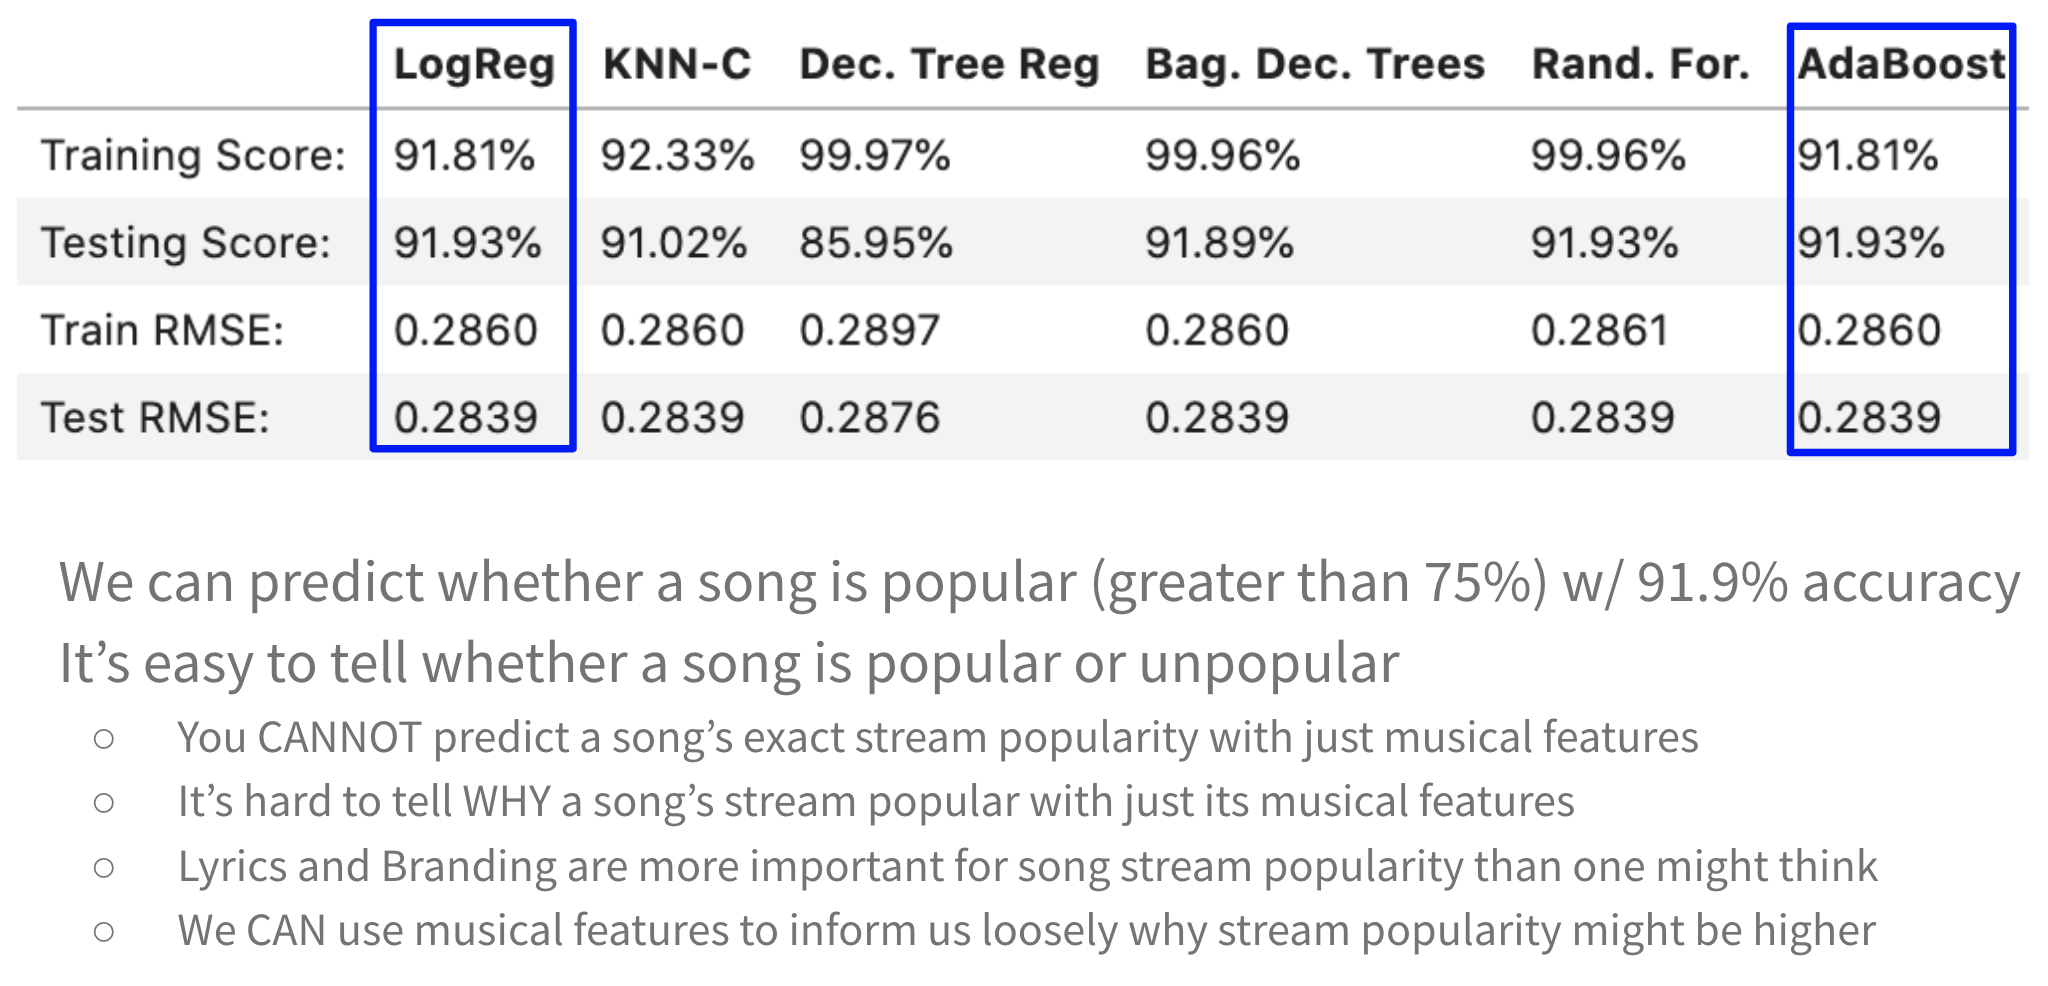 LogReg KNN-C Dec. Tree Reg Bag. Dec. Trees Rand. For. AdaBoost
Training Score: 91.81% 92.33% 99.97% 99.96% 99.96% 91.81%
Testing Score: 91.93% 91.02% 85.95% 91.89% 91.93% 91.93%
Train RMSE: 0.2860 0.2860 0.2897 0.2860 0.2861 0.2860
Test RMSE: 0.2839 0.2839 0.2876 0.2839 0.2839 0.2839
We can predict whether a song is popular (greater than 75%) w/ 91.9% accuracy
It’s easy to tell whether a song is popular or unpopular
○ You CANNOT predict a song’s exact stream popularity with just musical features
○ It’s hard to tell WHY a song’s stream popular with just its musical features
○ Lyrics and Branding are more important for song stream popularity than one might think
○ We CAN use musical features to inform us loosely why stream popularity might be higher